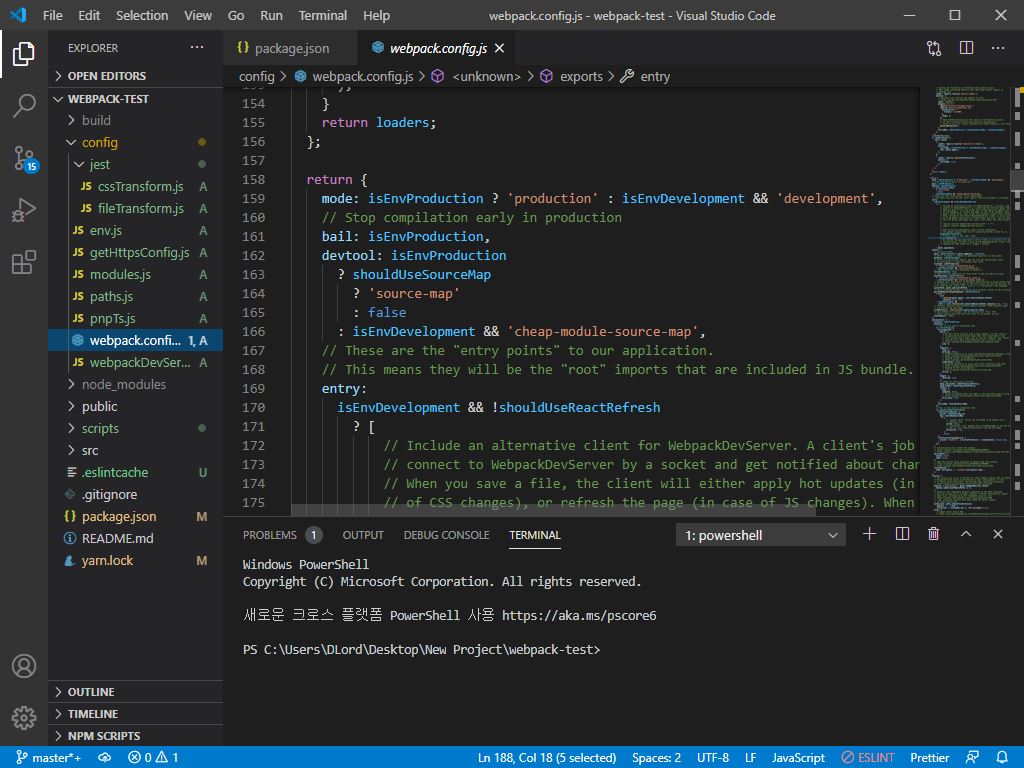 File Edit Selection View Go Run Terminal Help webpack.config.js - webpack-test - Visual Studio Code
EXPLORER ···
{} package.json webpack.config.js
OPEN EDITORS
config > webpack.config.js > <unknown> > exports > entry
WEBPACK-TEST
build
config
jest
JS cssTransform.js A
JS fileTransform.js A
JS env.js A
JS getHttpsConfig.js A
JS modules.js A
JS paths.js A
JS pnpTs.js A
webpack.confi... 1, A
JS webpackDevSer... A
node_modules
public
scripts
src
.eslintcache U
.gitignore
{} package.json M
README.md
yarn.lock M
OUTLINE
TIMELINE
NPM SCRIPTS
15
154 }
155 return loaders;
156 };
157
158 return {
159 mode: isEnvProduction ? 'production' : isEnvDevelopment && 'development',
160 // Stop compilation early in production
161 bail: isEnvProduction,
162 devtool: isEnvProduction
163 ? shouldUseSourceMap
164 ? 'source-map'
165 : false
166 : isEnvDevelopment && 'cheap-module-source-map',
167 // These are the "entry points" to our application.
168 // This means they will be the "root" imports that are included in JS bundle.
169 entry:
170 isEnvDevelopment && !shouldUseReactRefresh
171 ? [
172 // Include an alternative client for WebpackDevServer. A client's job
173 // connect to WebpackDevServer by a socket and get notified about chan
174 // When you save a file, the client will either apply hot updates (in
175 // of CSS changes), or refresh the page (in case of JS changes). When
PROBLEMS 1 OUTPUT DEBUG CONSOLE TERMINAL 1: powershell
Windows PowerShell
Copyright (C) Microsoft Corporation. All rights reserved.
새로운 크로스 플랫폼 PowerShell 사용 https://aka.ms/pscore6
PS C:\Users\DLord\Desktop\New Project\webpack-test>
master*+ 0 1 Ln 188, Col 18 (5 selected) Spaces: 2 UTF-8 LF JavaScript ESLINT Prettier